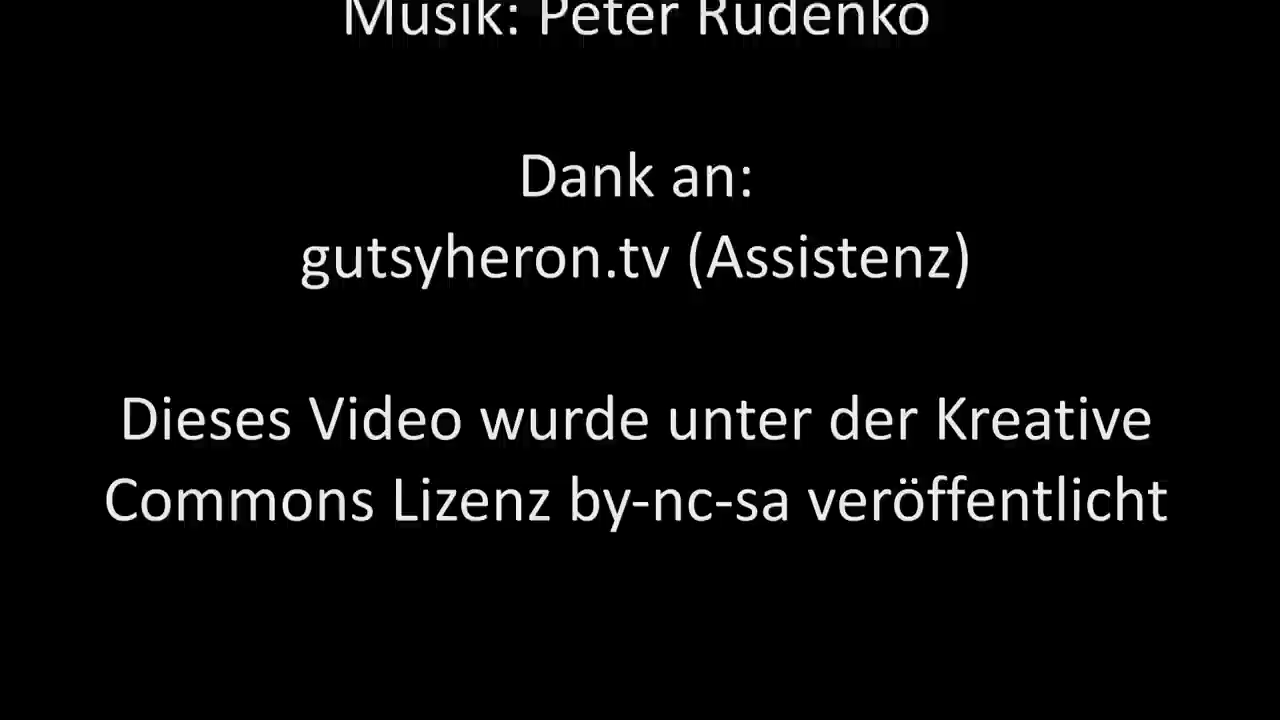 Musik: Peter Rudenko
Dank an:
gutsyheron.tv (Assistenz)
Dieses Video wurde unter der Kreative
Commons Lizenz by-nc-sa veröffentlicht